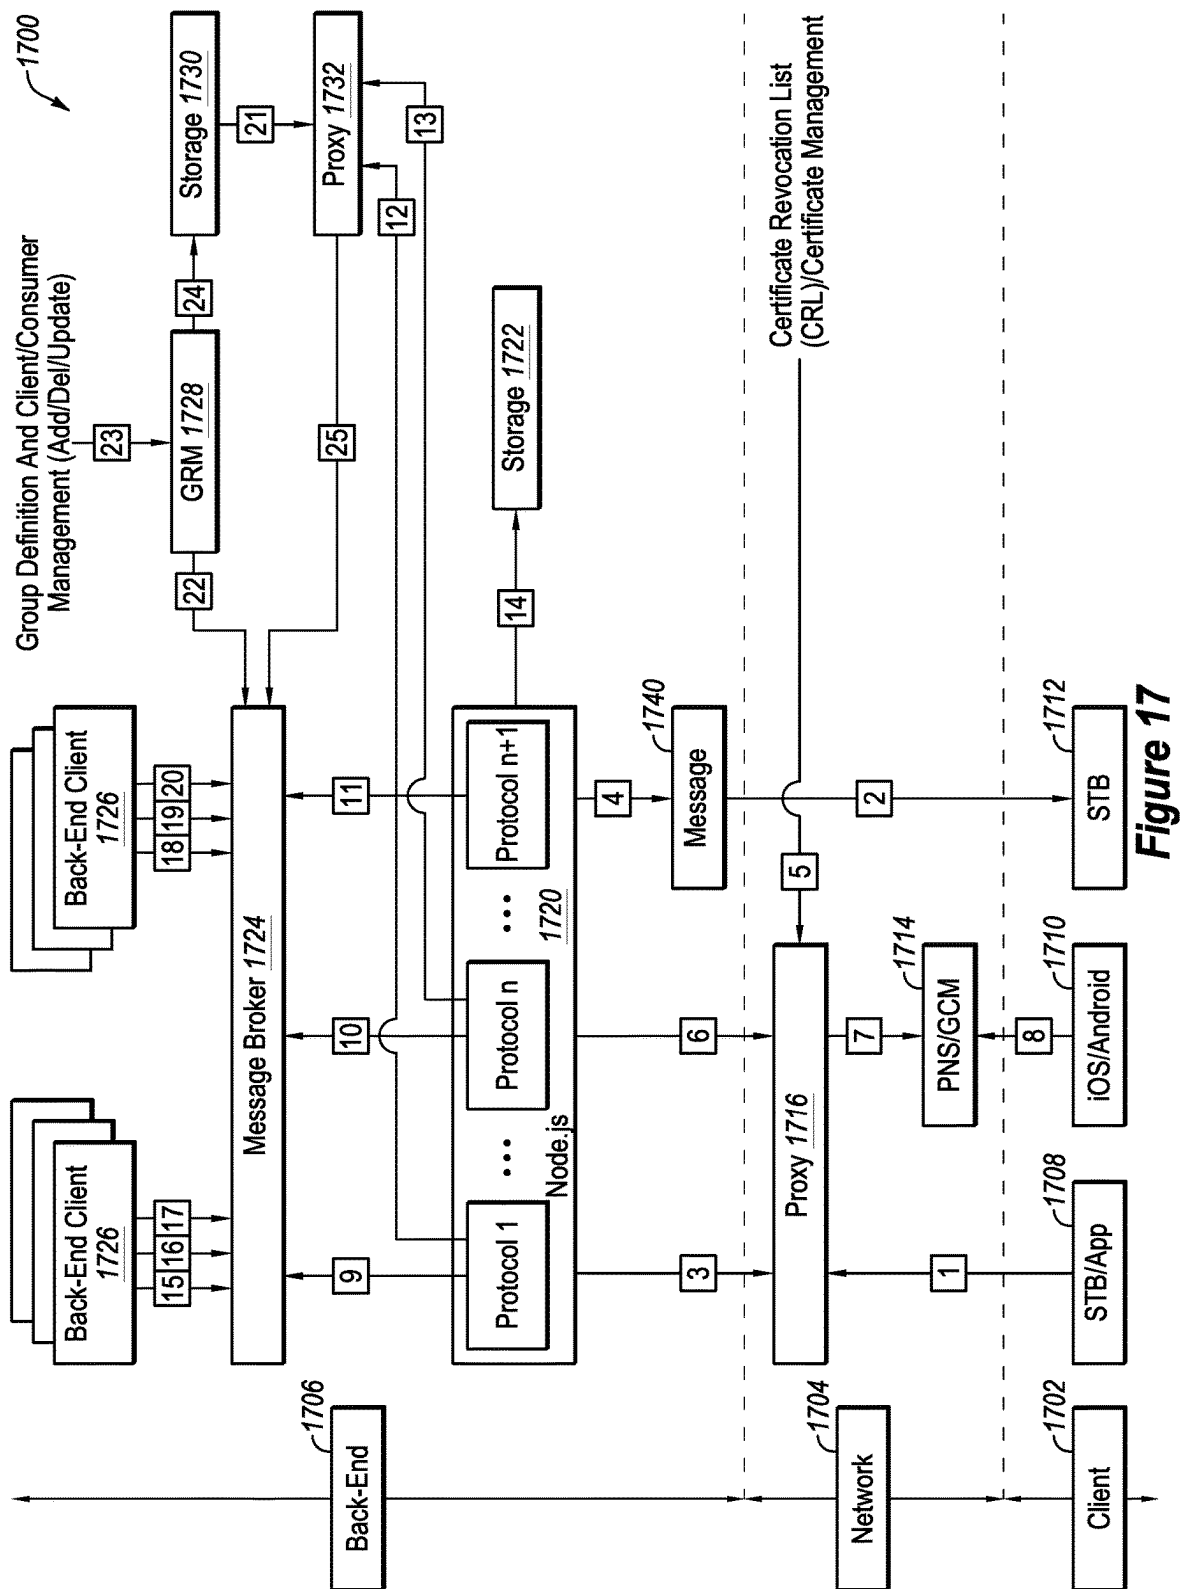 1700
Group Definition And Client/Consumer
Management (Add/Del/Update)
Back-End Client
1726
Back-End Client
1726
15
16
17
18
19
20
22
23
GRM 1728
24
Storage 1730
21
Proxy 1732
25
Message Broker 1724
12
13
9
10
11
Protocol 1
•••
Protocol n
•••
Protocol n+1
Node.js
1720
14
Storage 1722
Back-End
1706
3
6
4
Message
1740
Certificate Revocation List
(CRL)/Certificate Management
5
Proxy 1716
Network
1704
7
PNS/GCM
1714
2
1
8
Client
1702
STB/App
1708
iOS/Android
1710
STB
1712
Figure 17